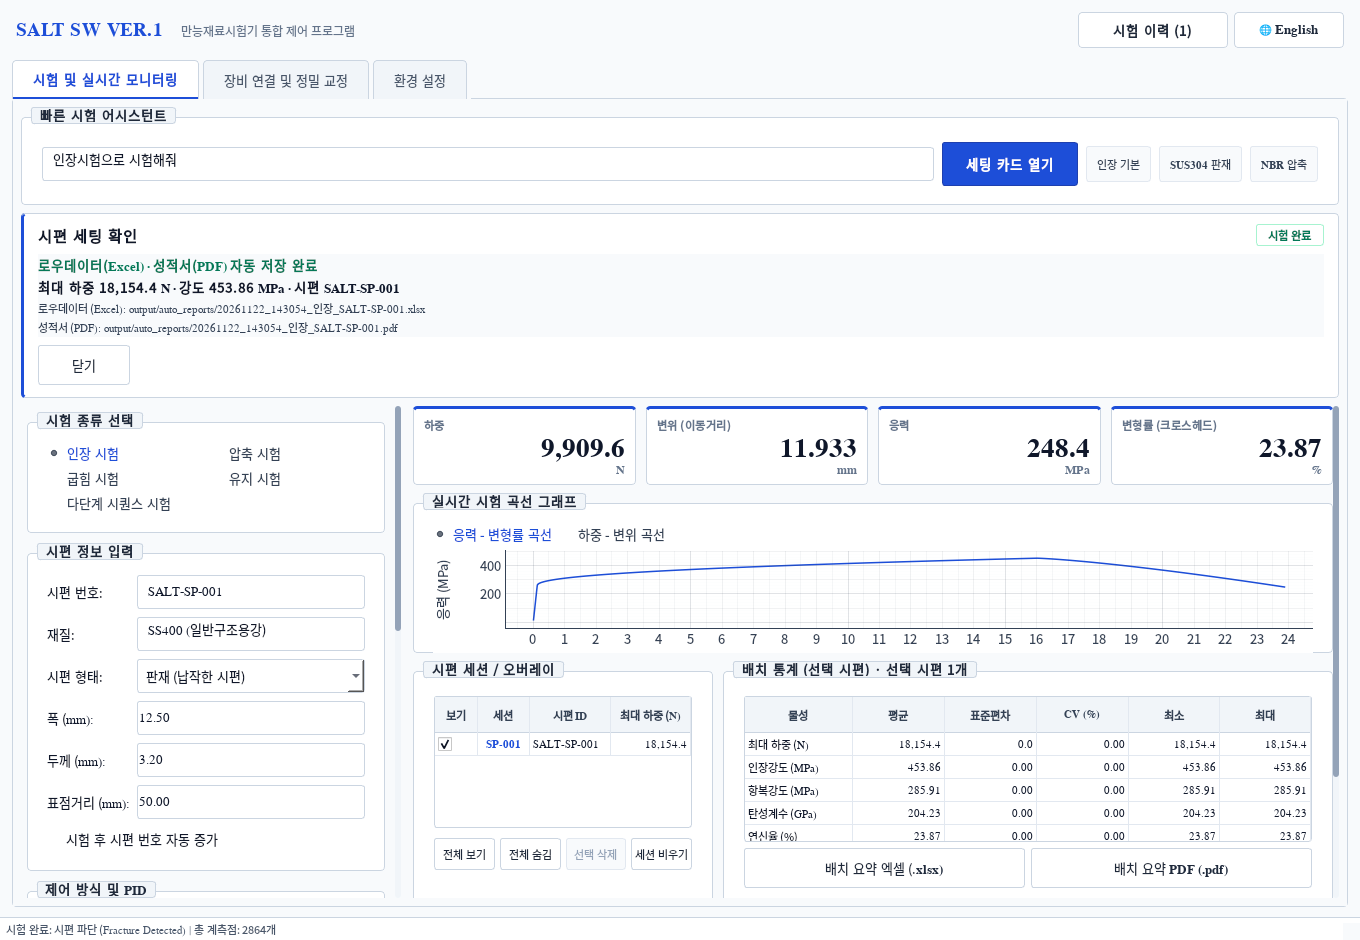 SALT SW VER.1 만능재료시험기 통합 제어 프로그램 시험 이력 (1) 🌐 English
시험 및 실시간 모니터링 장비 연결 및 정밀 교정 환경 설정
빠른 시험 어시스턴트
인장시험으로 시험해줘 세팅 카드 열기 인장 기본 SUS304 판재 NBR 압축
시편 세팅 확인 시험 완료
로우데이터(Excel) · 성적서(PDF) 자동 저장 완료
최대 하중 18,154.4 N · 강도 453.86 MPa · 시편 SALT-SP-001
로우데이터 (Excel): output/auto_reports/20261122_143054_인장_SALT-SP-001.xlsx
성적서 (PDF): output/auto_reports/20261122_143054_인장_SALT-SP-001.pdf
닫기
시험 종류 선택
인장 시험 압축 시험
굽힘 시험 유지 시험
다단계 시퀀스 시험
시편 정보 입력
시편 번호: SALT-SP-001
재질: SS400 (일반구조용강)
시편 형태: 판재 (납작한 시편)
폭 (mm): 12.50
두께 (mm): 3.20
표점거리 (mm): 50.00
시험 후 시편 번호 자동 증가
제어 방식 및 PID
하중 변위 (이동거리) 응력 변형률 (크로스헤드)
9,909.6 11.933 248.4 23.87
N mm MPa %
실시간 시험 곡선 그래프
응력 - 변형률 곡선 하중 - 변위 곡선
응력 (MPa)
400
200
0 1 2 3 4 5 6 7 8 9 10 11 12 13 14 15 16 17 18 19 20 21 22 23 24
시편 세션 / 오버레이
보기 세션 시편 ID 최대 하중 (N)
SP-001 SALT-SP-001 18,154.4
전체 보기 전체 숨김 선택 삭제 세션 비우기
배치 통계 (선택 시편) · 선택 시편 1개
물성 평균 표준편차 CV (%) 최소 최대
최대 하중 (N) 18,154.4 0.0 0.00 18,154.4 18,154.4
인장강도 (MPa) 453.86 0.00 0.00 453.86 453.86
항복강도 (MPa) 285.91 0.00 0.00 285.91 285.91
탄성계수 (GPa) 204.23 0.00 0.00 204.23 204.23
연신율 (%) 23.87 0.00 0.00 23.87 23.87
배치 요약 엑셀 (.xlsx) 배치 요약 PDF (.pdf)
시험 완료: 시편 파단 (Fracture Detected) | 총 계측점: 2864개